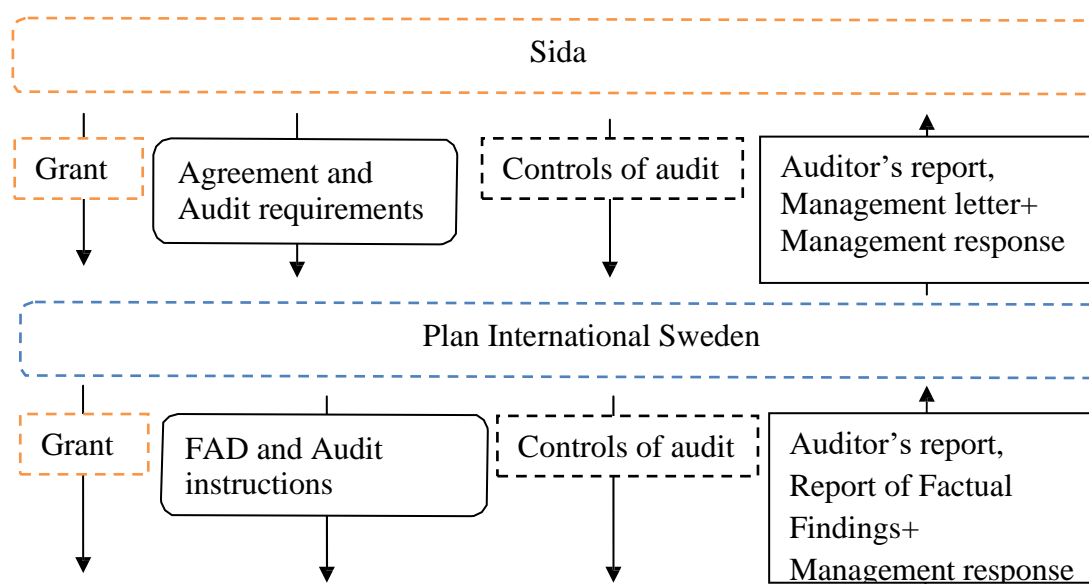 Sida
Grant
Agreement and
Audit requirements
Controls of audit
Auditor’s report,
Management letter+
Management response
Plan International Sweden
Grant
FAD and Audit
instructions
Controls of audit
Auditor’s report,
Report of Factual
Findings+
Management response